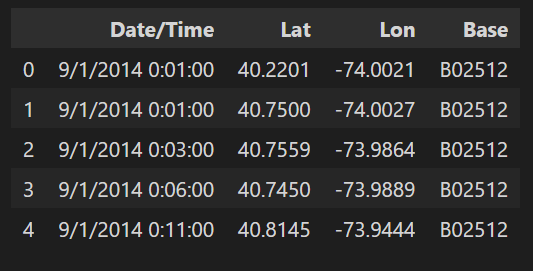 Date/Time Lat Lon Base
0 9/1/2014 0:01:00 40.2201 -74.0021 B02512
1 9/1/2014 0:01:00 40.7500 -74.0027 B02512
2 9/1/2014 0:03:00 40.7559 -73.9864 B02512
3 9/1/2014 0:06:00 40.7450 -73.9889 B02512
4 9/1/2014 0:11:00 40.8145 -73.9444 B02512